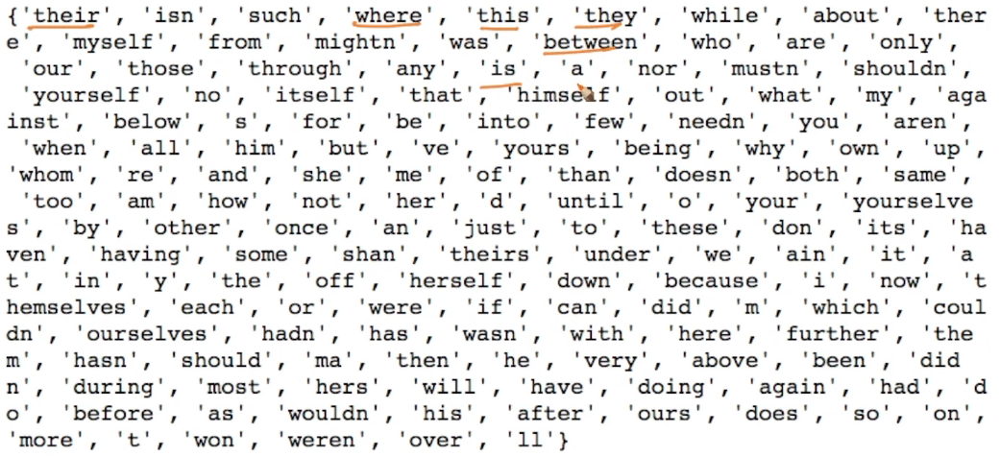 {'their', 'isn', 'such', 'where', 'this', 'they', 'while', 'about', 'ther
e', 'myself', 'from', 'mightn', 'was', 'between', 'who', 'are', 'only',
'our', 'those', 'through', 'any', 'is', 'a', 'nor', 'mustn', 'shouldn',
'yourself', 'no', 'itself', 'that', 'himself', 'out', 'what', 'my', 'aga
inst', 'below', 's', 'for', 'be', 'into', 'few', 'needn', 'you', 'aren',
'when', 'all', 'him', 'but', 've', 'yours', 'being', 'why', 'own', 'up',
'whom', 're', 'and', 'she', 'me', 'of', 'than', 'doesn', 'both', 'same',
'too', 'am', 'how', 'not', 'her', 'd', 'until', 'o', 'your', 'yourselve
s', 'by', 'other', 'once', 'an', 'just', 'to', 'these', 'don', 'its', 'ha
ven', 'having', 'some', 'shan', 'theirs', 'under', 'we', 'ain', 'it', 'a
t', 'in', 'y', 'the', 'off', 'herself', 'down', 'because', 'i', 'now', 't
hemselves', 'each', 'or', 'were', 'if', 'can', 'did', 'm', 'which', 'coul
dn', 'ourselves', 'hadn', 'has', 'wasn', 'with', 'here', 'further', 'the
m', 'hasn', 'should', 'ma', 'then', 'he', 'very', 'above', 'been', 'did
n', 'during', 'most', 'hers', 'will', 'have', 'doing', 'again', 'had', 'd
o', 'before', 'as', 'wouldn', 'his', 'after', 'ours', 'does', 'so', 'on',
'more', 't', 'won', 'weren', 'over', 'll'}